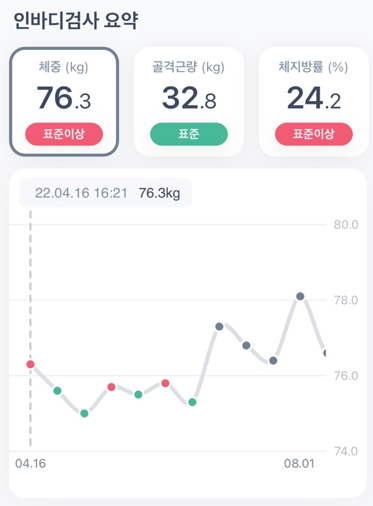 인바디검사 요약
체중 (kg) 골격근량 (kg) 체지방률 (%)
76.3 32.8 24.2
표준이상 표준 표준이상
22.04.16 16:21 76.3kg
80.0
78.0
76.0
74.0
04.16 08.01